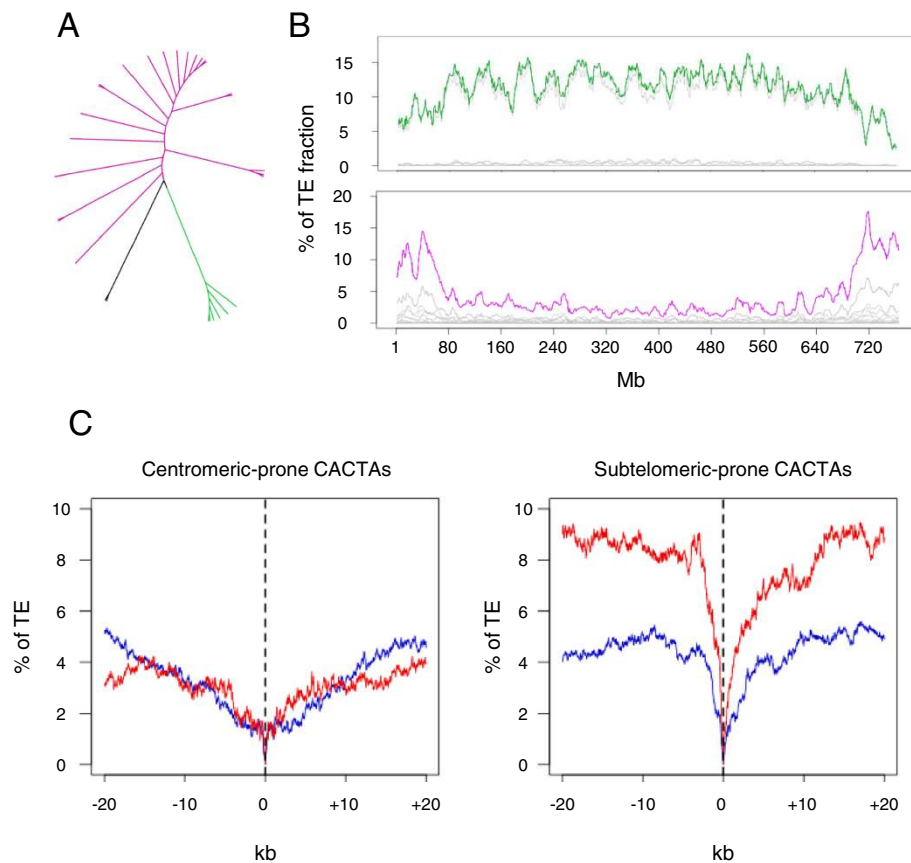 A
B
% of TE fraction
15
10
5
0
20
15
10
5
0
1 80 160 240 320 400 480 560 640 720
Mb
C
Centromeric-prone CACTAs
% of TE
10
8
6
4
2
0
-20 -10 0 +10 +20
kb
Subtelomeric-prone CACTAs
% of TE
10
8
6
4
2
0
-20 -10 0 +10 +20
kb